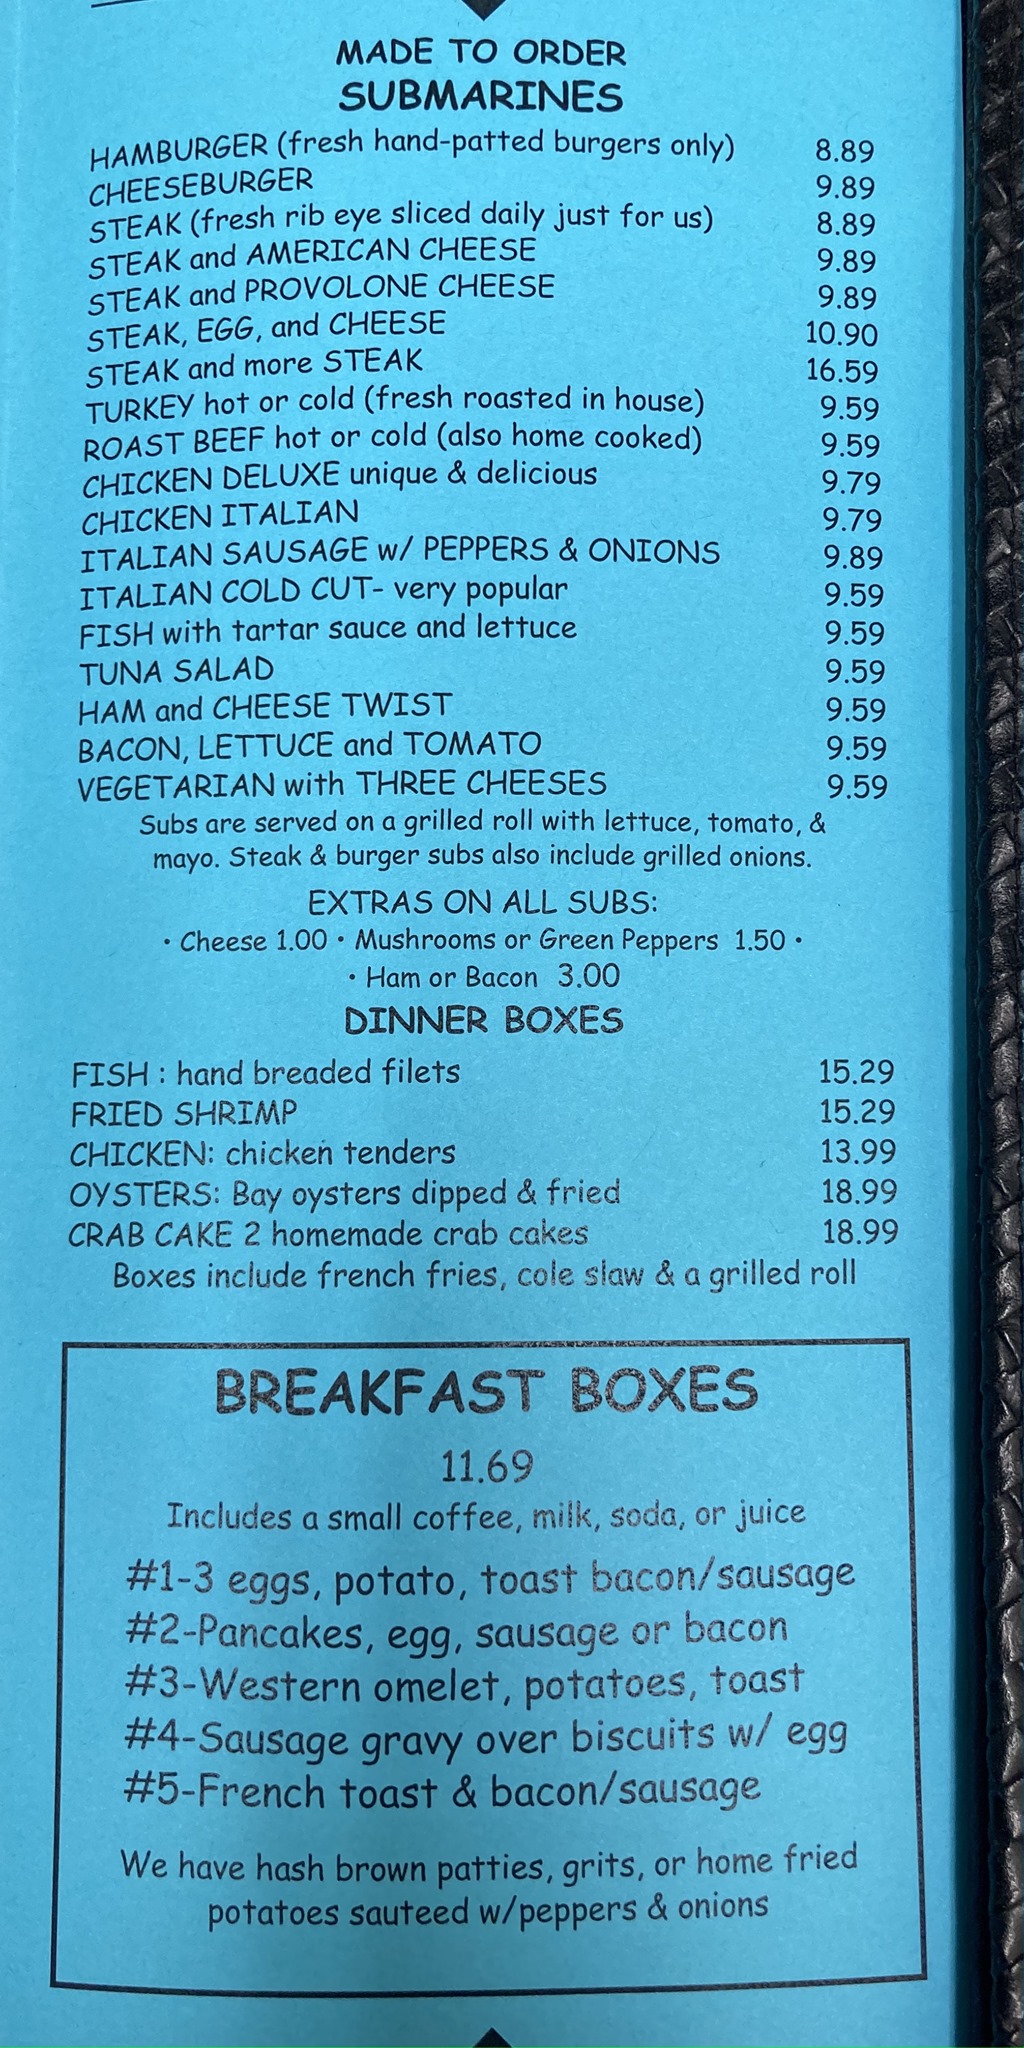 MADE TO ORDER
SUBMARINES
HAMBURGER (fresh hand-patted burgers only) 8.89
CHEESEBURGER 9.89
STEAK (fresh rib eye sliced daily just for us) 8.89
STEAK and AMERICAN CHEESE 9.89
STEAK and PROVOLONE CHEESE 9.89
STEAK, EGG, and CHEESE 10.90
STEAK and more STEAK 16.59
TURKEY hot or cold (fresh roasted in house) 9.59
ROAST BEEF hot or cold (also home cooked) 9.59
CHICKEN DELUXE unique & delicious 9.79
CHICKEN ITALIAN 9.79
ITALIAN SAUSAGE w/ PEPPERS & ONIONS 9.89
ITALIAN COLD CUT- very popular 9.59
FISH with tartar sauce and lettuce 9.59
TUNA SALAD 9.59
HAM and CHEESE TWIST 9.59
BACON, LETTUCE and TOMATO 9.59
VEGETARIAN with THREE CHEESES 9.59
Subs are served on a grilled roll with lettuce, tomato, &
mayo. Steak & burger subs also include grilled onions.
EXTRAS ON ALL SUBS:
• Cheese 1.00 • Mushrooms or Green Peppers 1.50 •
• Ham or Bacon 3.00
DINNER BOXES
FISH : hand breaded filets 15.29
FRIED SHRIMP 15.29
CHICKEN: chicken tenders 13.99
OYSTERS: Bay oysters dipped & fried 18.99
CRAB CAKE 2 homemade crab cakes 18.99
Boxes include french fries, cole slaw & a grilled roll
BREAKFAST BOXES
11.69
Includes a small coffee, milk, soda, or juice
#1-3 eggs, potato, toast bacon/sausage
#2-Pancakes, egg, sausage or bacon
#3-Western omelet, potatoes, toast
#4-Sausage gravy over biscuits w/ egg
#5-French toast & bacon/sausage
We have hash brown patties, grits, or home fried
potatoes sauteed w/peppers & onions